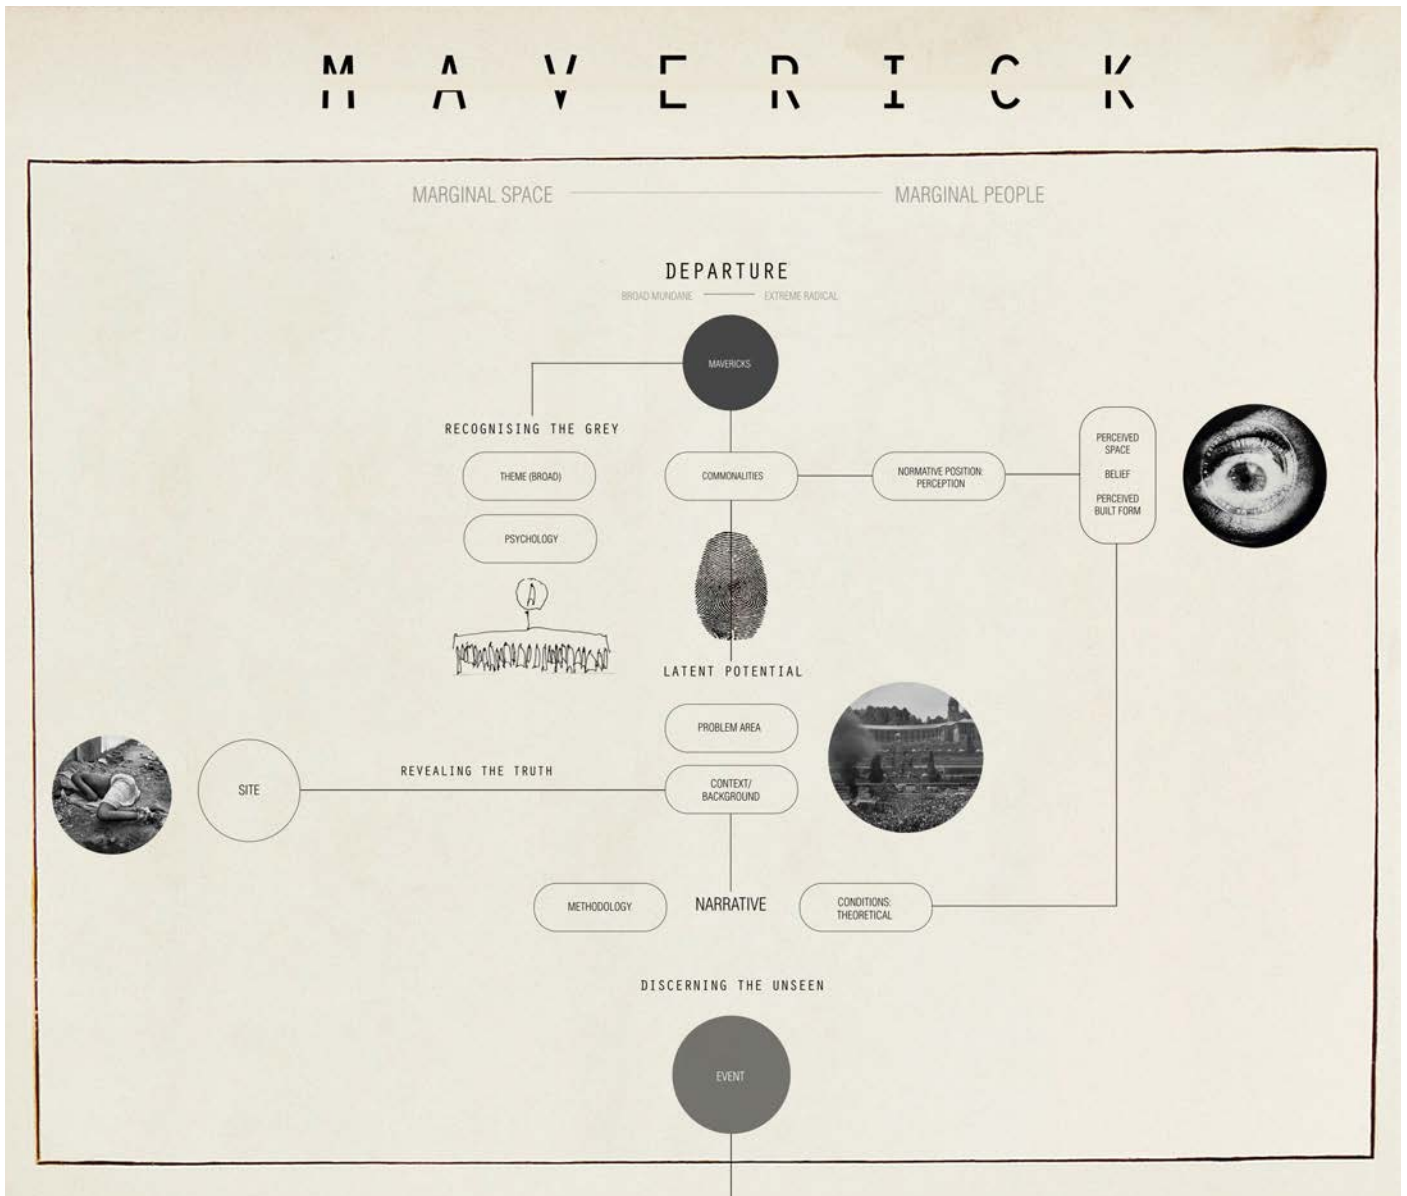 MAVERICK
MARGINAL SPACE
MARGINAL PEOPLE
DEPARTURE
BROAD MUNDANE
EXTREME RADICAL
MAVERICKS
RECOGNISING THE GREY
THEME (BROAD)
COMMONALITIES
NORMATIVE POSITION:
PERCEPTION
PERCEIVED
SPACE
BELIEF
PERCEIVED
BUILT FORM
PSYCHOLOGY
A
LATENT POTENTIAL
PROBLEM AREA
REVEALING THE TRUTH
SITE
CONTEXT/
BACKGROUND
METHODOLOGY
NARRATIVE
CONDITIONS:
THEORETICAL
DISCERNING THE UNSEEN
EVENT